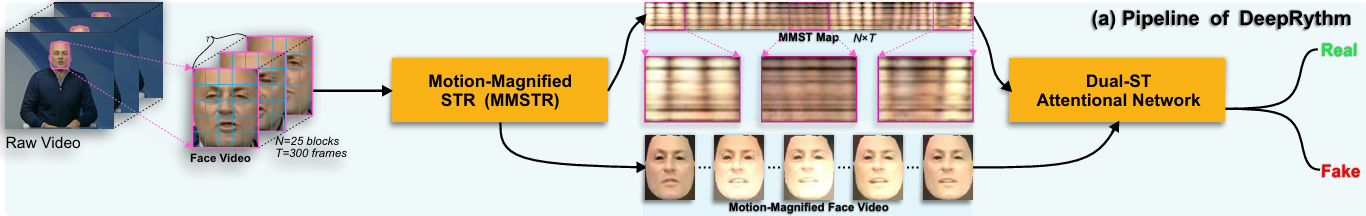 (a) Pipeline of DeepRythm
Raw Video
T
Face Video
N=25 blocks
T=300 frames
Motion-Magnified
STR (MMSTR)
MMST Map N×T
Motion-Magnified Face Video
Dual-ST
Attentional Network
Real
Fake